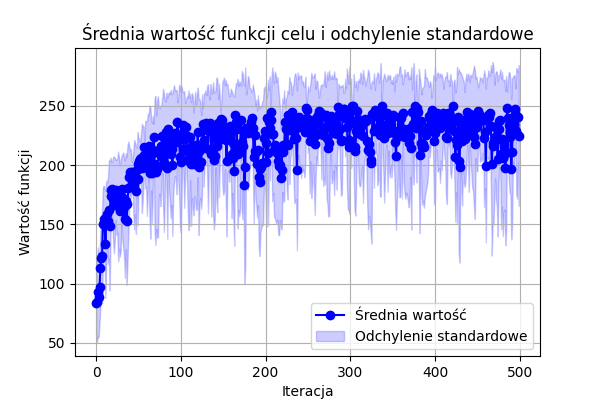 Średnia wartość funkcji celu i odchylenie standardowe
Wartość funkcji
250
200
150
100
50
0
100
200
300
400
500
Iteracja
Średnia wartość
Odchylenie standardowe